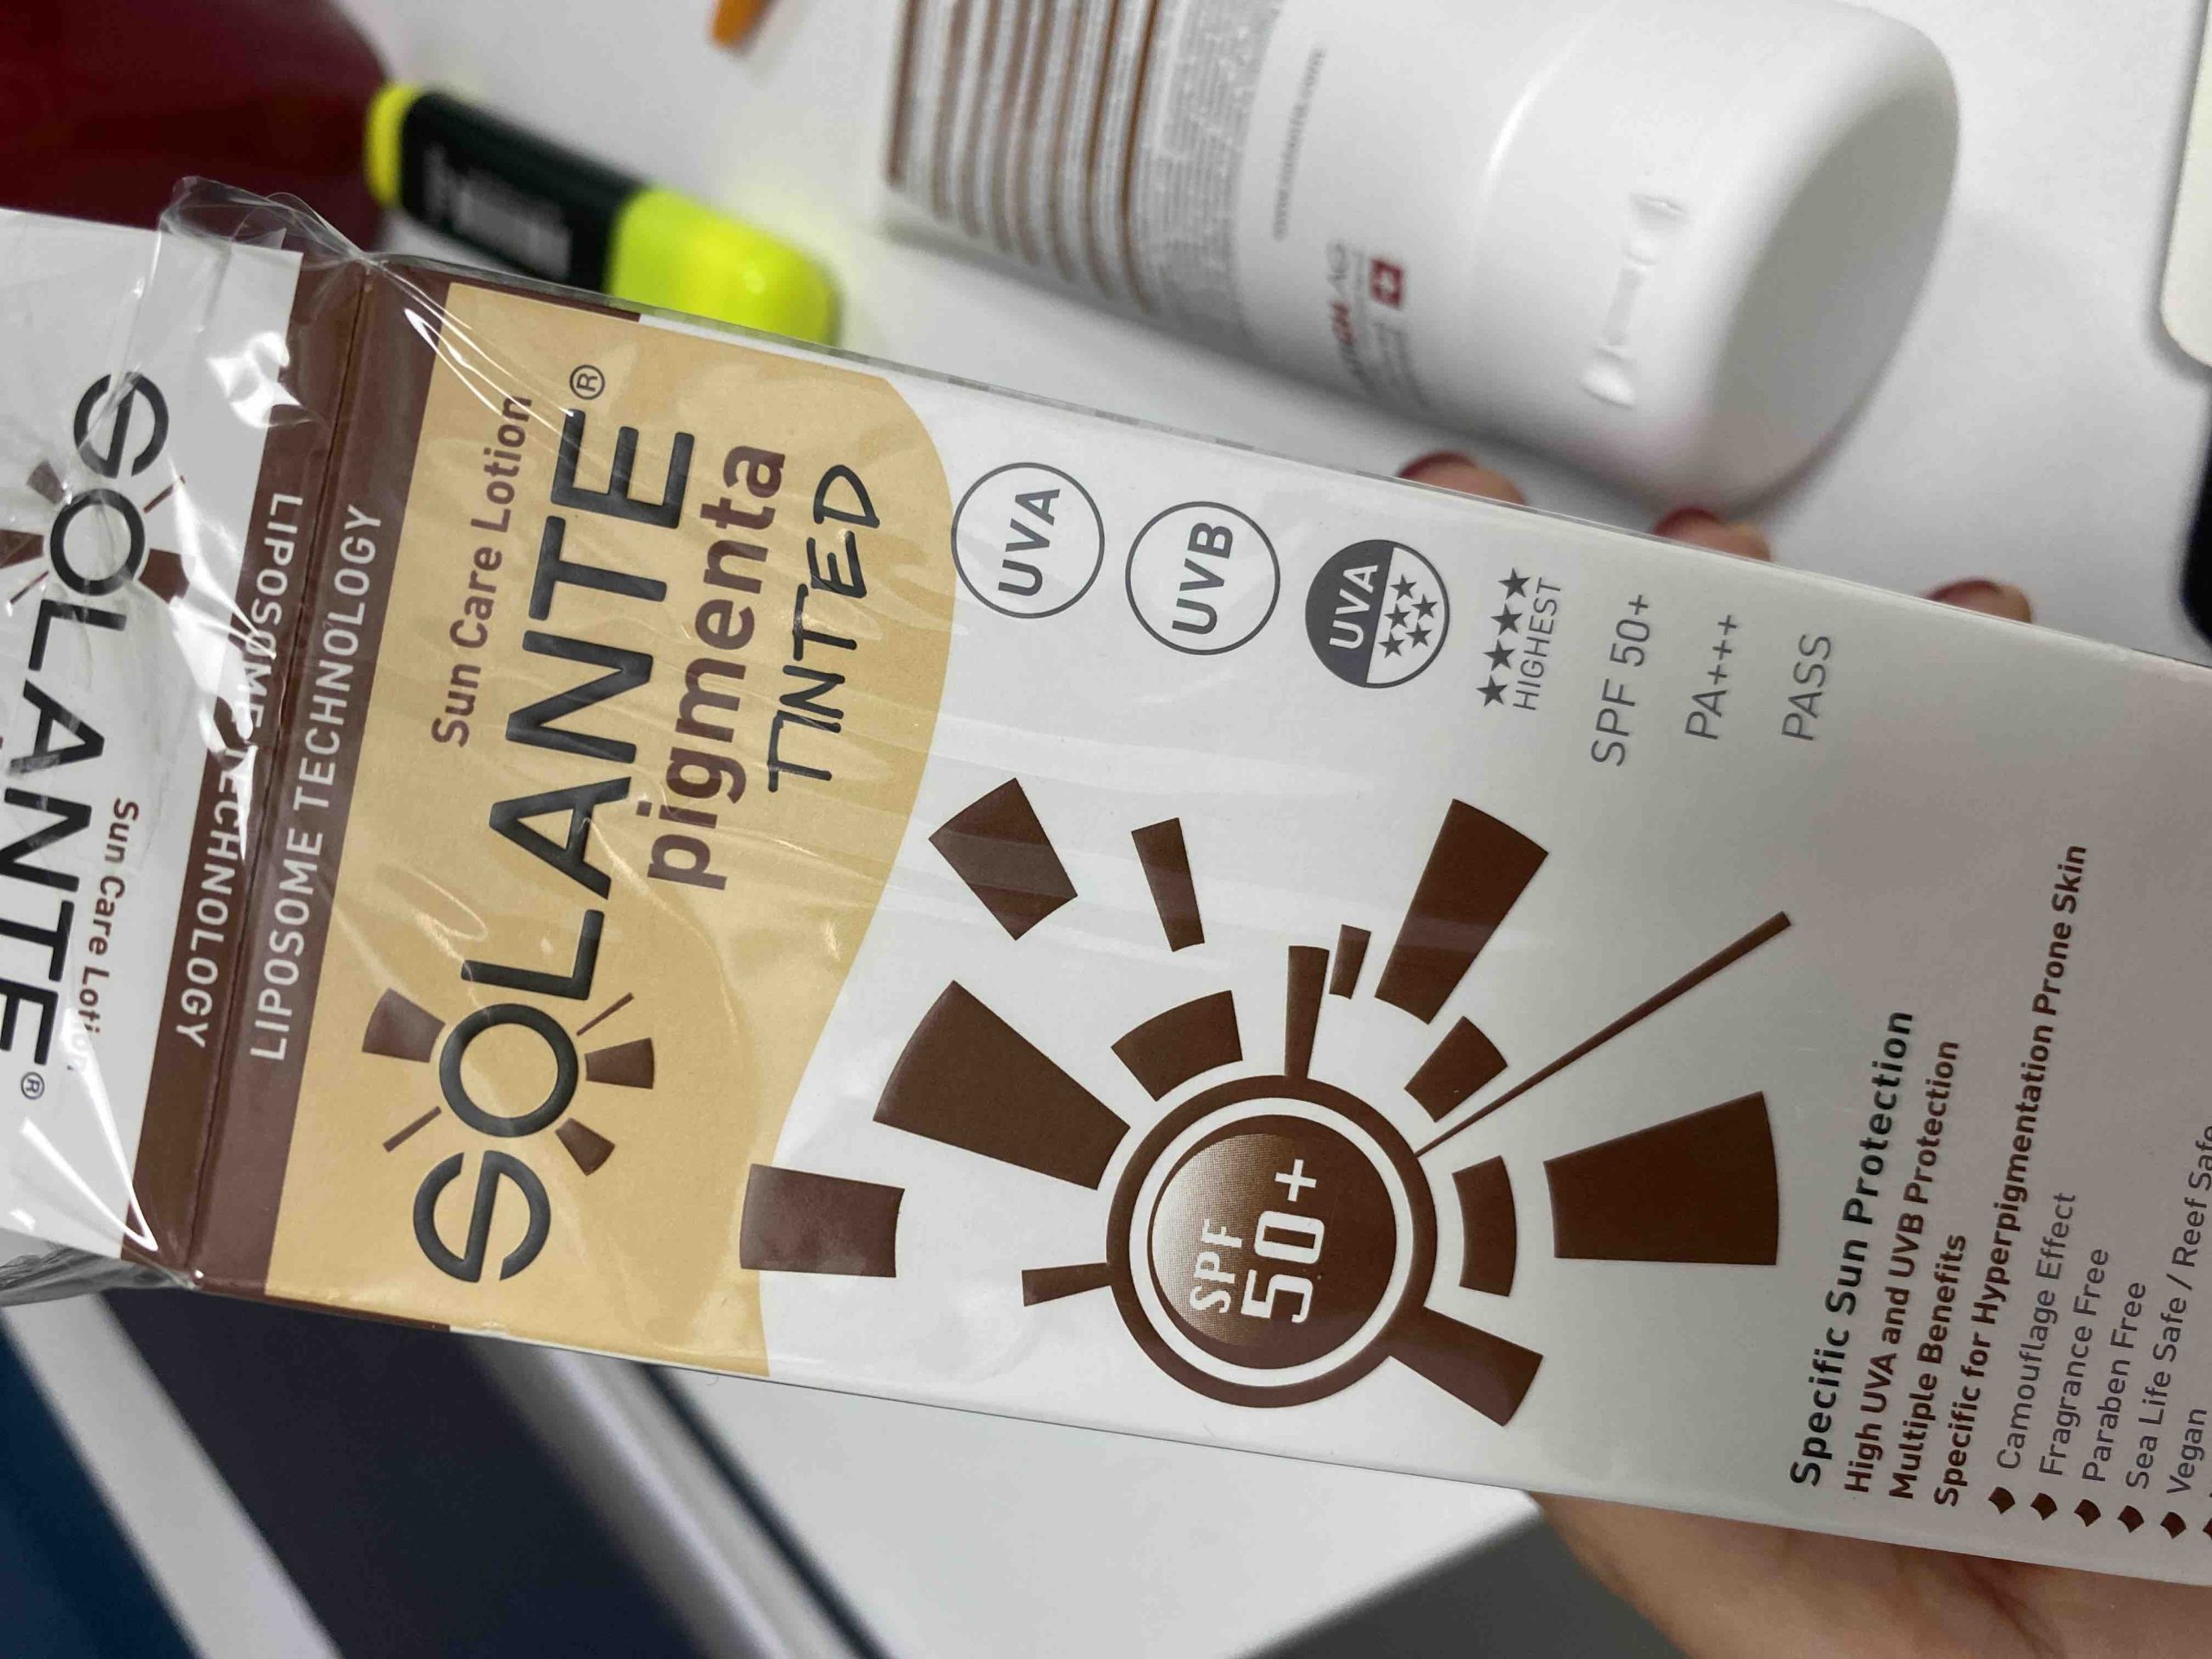 SOLANTE®
Sun Care Lotion
LIPOSOME TECHNOLOGY
LIPOSOME TECHNOLOGY
Sun Care Lotion
SOLANTE®
pigmenta
TINTED
UVA
UVB
UVA
HIGHEST
SPF 50+
PA+++
PASS
SPF
50+
Specific Sun Protection
High UVA and UVB Protection
Multiple Benefits
Specific for Hyperpigmentation Prone Skin
Camouflage Effect
Fragrance Free
Paraben Free
Sea Life Safe / Reef Safe
Vegan